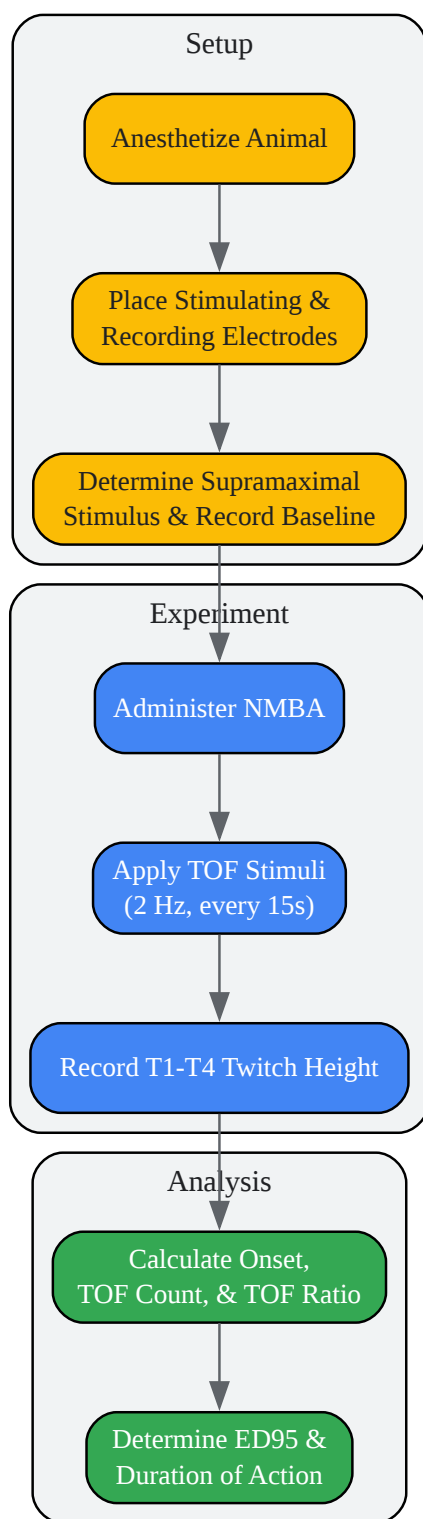 Setup
Anesthetize Animal
Place Stimulating &
Recording Electrodes
Determine Supramaximal
Stimulus & Record Baseline
Experiment
Administer NMBA
Apply TOF Stimuli
(2 Hz, every 15s)
Record T1-T4 Twitch Height
Analysis
Calculate Onset,
TOF Count, & TOF Ratio
Determine ED95 &
Duration of Action